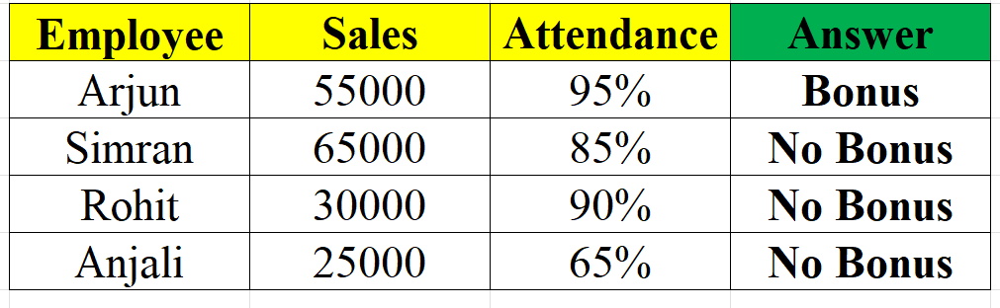 Employee Sales Attendance Answer
Arjun 55000 95% Bonus
Simran 65000 85% No Bonus
Rohit 30000 90% No Bonus
Anjali 25000 65% No Bonus